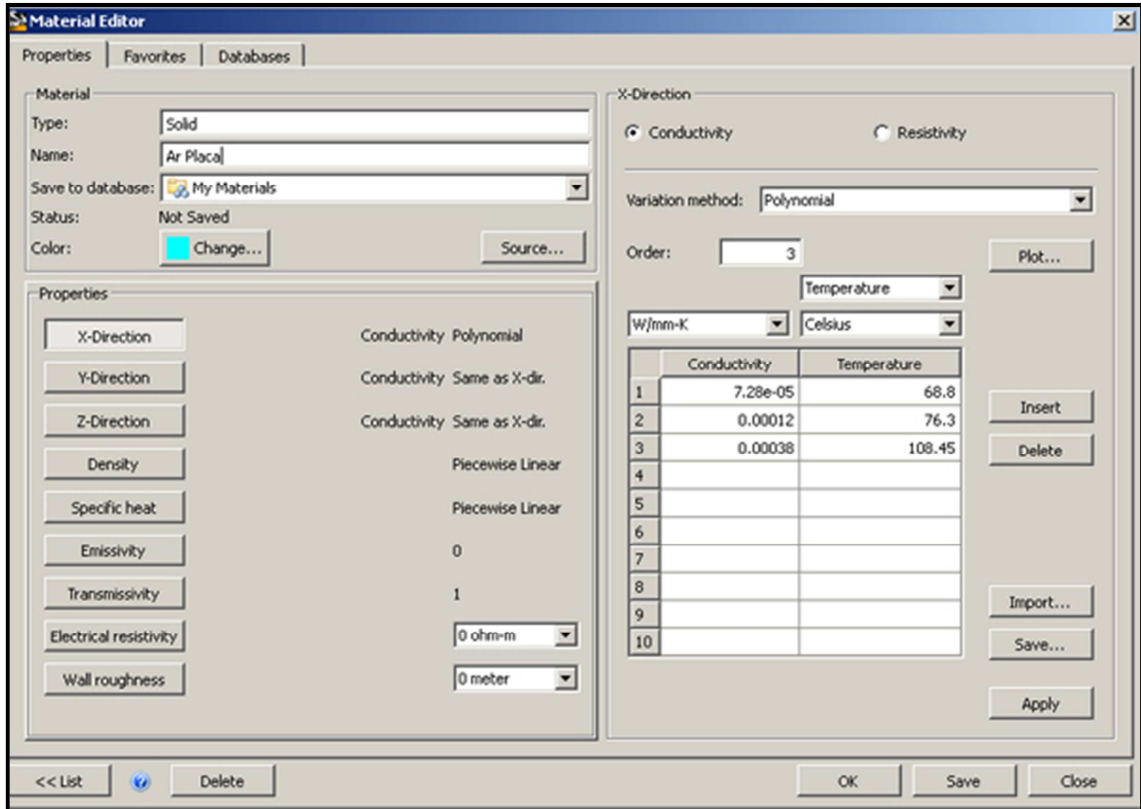 Material Editor
Properties Favorites Databases
Material
Type: Solid
Name: Ar Placa
Save to database: My Materials
Status: Not Saved
Color: Change... Source...
Properties
X-Direction Conductivity Polynomial
Y-Direction Conductivity Same as X-dir.
Z-Direction Conductivity Same as X-dir.
Density Piecewise Linear
Specific heat Piecewise Linear
Emissivity 0
Transmissivity 1
Electrical resistivity 0 ohm-m
Wall roughness 0 meter
X-Direction
Conductivity Resistivity
Variation method: Polynomial
Order: 3 Plot...
Temperature
W/mm-K Celsius
Conductivity Temperature
1 7.28e-05 68.8
2 0.00012 76.3
3 0.00038 108.45
4
5
6
7
8
9
10
Insert
Delete
Import...
Save...
Apply
<< List ? Delete OK Save Close